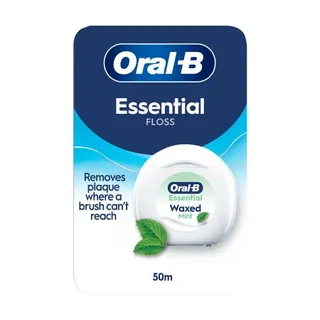 Oral-B
Essential
FLOSS
Removes
plaque
where a
brush can't
reach
Oral-B
Essential
Waxed
Mint
50m